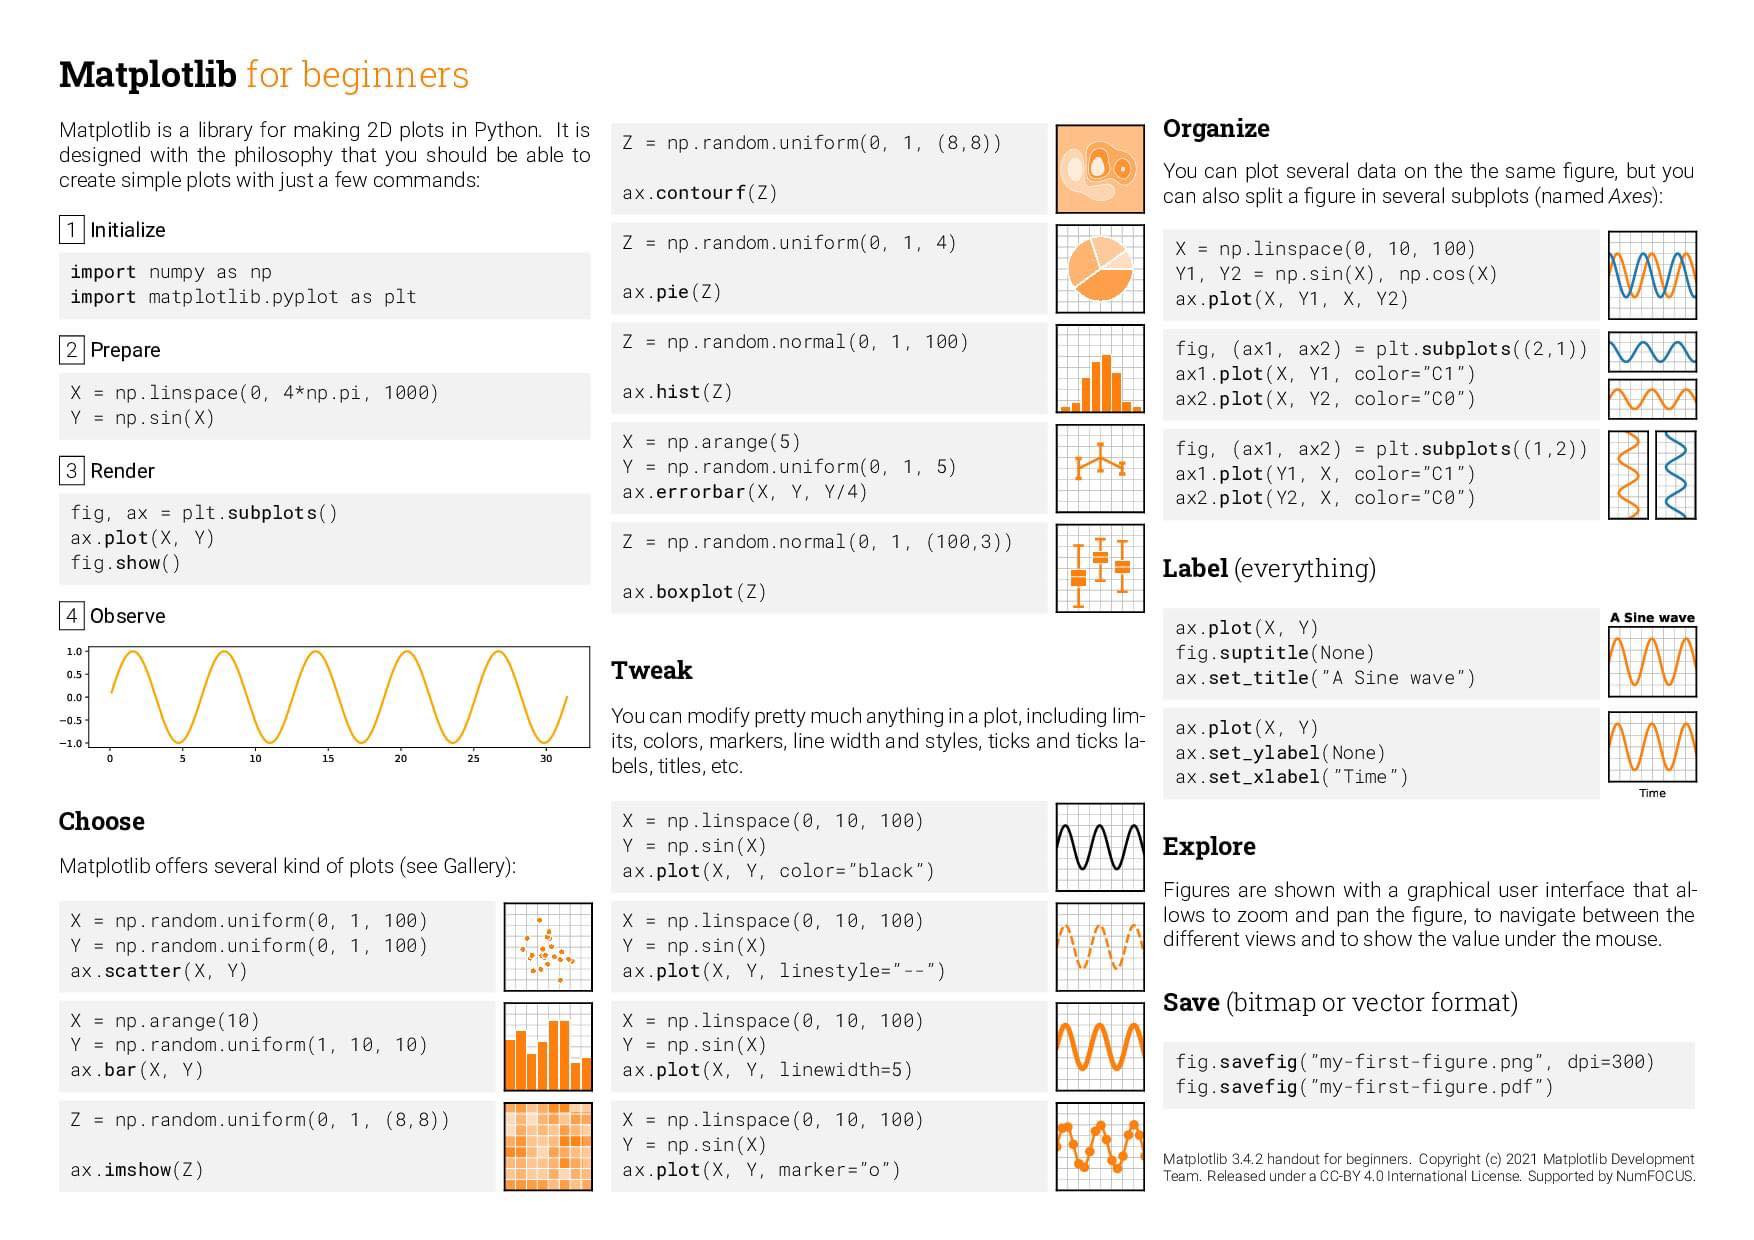 Matplotlib for beginners
Matplotlib is a library for making 2D plots in Python. It is
designed with the philosophy that you should be able to
create simple plots with just a few commands:
1 Initialize
import numpy as np
import matplotlib.pyplot as plt
2 Prepare
X = np.linspace(0, 4*np.pi, 1000)
Y = np.sin(X)
3 Render
fig, ax = plt.subplots()
ax.plot(X, Y)
fig.show()
4 Observe
1.0
0.5
0.0
−0.5
−1.0
0 5 10 15 20 25 30
Choose
Matplotlib offers several kind of plots (see Gallery):
X = np.random.uniform(0, 1, 100)
Y = np.random.uniform(0, 1, 100)
ax.scatter(X, Y)
X = np.arange(10)
Y = np.random.uniform(1, 10, 10)
ax.bar(X, Y)
Z = np.random.uniform(0, 1, (8,8))
ax.imshow(Z)
Z = np.random.uniform(0, 1, (8,8))
ax.contourf(Z)
Z = np.random.uniform(0, 1, 4)
ax.pie(Z)
Z = np.random.normal(0, 1, 100)
ax.hist(Z)
X = np.arange(5)
Y = np.random.uniform(0, 1, 5)
ax.errorbar(X, Y, Y/4)
Z = np.random.normal(0, 1, (100,3))
ax.boxplot(Z)
Tweak
You can modify pretty much anything in a plot, including lim-
its, colors, markers, line width and styles, ticks and ticks la-
bels, titles, etc.
X = np.linspace(0, 10, 100)
Y = np.sin(X)
ax.plot(X, Y, color="black")
X = np.linspace(0, 10, 100)
Y = np.sin(X)
ax.plot(X, Y, linestyle="--")
X = np.linspace(0, 10, 100)
Y = np.sin(X)
ax.plot(X, Y, linewidth=5)
X = np.linspace(0, 10, 100)
Y = np.sin(X)
ax.plot(X, Y, marker="o")
Organize
You can plot several data on the the same figure, but you
can also split a figure in several subplots (named Axes):
X = np.linspace(0, 10, 100)
Y1, Y2 = np.sin(X), np.cos(X)
ax.plot(X, Y1, X, Y2)
fig, (ax1, ax2) = plt.subplots((2,1))
ax1.plot(X, Y1, color="C1")
ax2.plot(X, Y2, color="C0")
fig, (ax1, ax2) = plt.subplots((1,2))
ax1.plot(Y1, X, color="C1")
ax2.plot(Y2, X, color="C0")
Label (everything)
ax.plot(X, Y)
fig.suptitle(None)
ax.set_title("A Sine wave")
A Sine wave
ax.plot(X, Y)
ax.set_ylabel(None)
ax.set_xlabel("Time")
Time
Explore
Figures are shown with a graphical user interface that al-
lows to zoom and pan the figure, to navigate between the
different views and to show the value under the mouse.
Save (bitmap or vector format)
fig.savefig("my-first-figure.png", dpi=300)
fig.savefig("my-first-figure.pdf")
Matplotlib 3.4.2 handout for beginners. Copyright (c) 2021 Matplotlib Development
Team. Released under a CC-BY 4.0 International License. Supported by NumFOCUS.